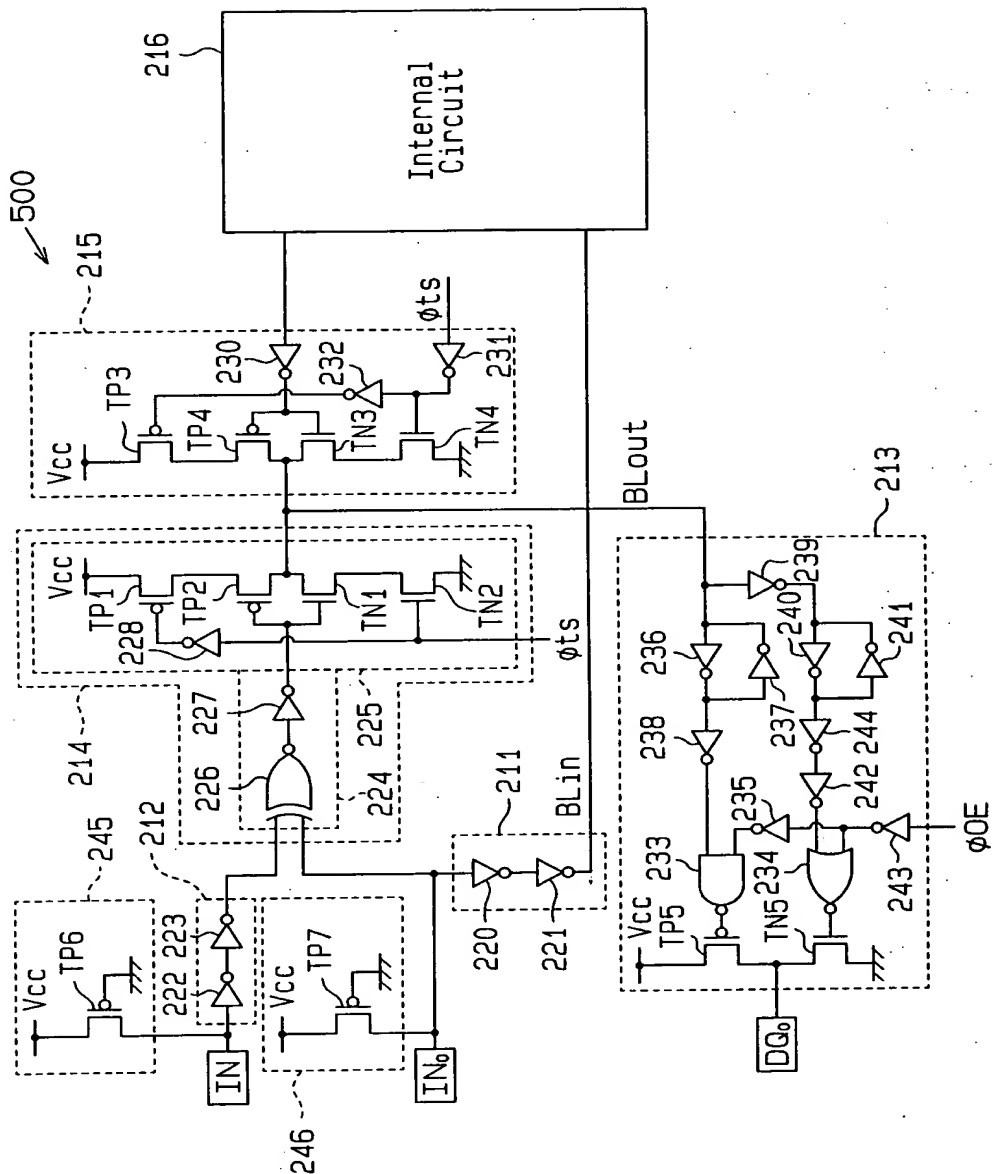 500
215
216
Vcc
TP3
TP4
TN3
TN4
230
232
231
φts
Internal
Circuit
214
Vcc
TP1
TP2
TN1
TN2
228
φts
225
227
226
224
245
Vcc
TP6
212
222
223
IN
Vcc
TP7
246
IN₀
211
220
221
BLin
BLout
213
236
237
238
239
240
241
244
242
235
233
234
243
φOE
Vcc
TP5
TN5
DQ₀